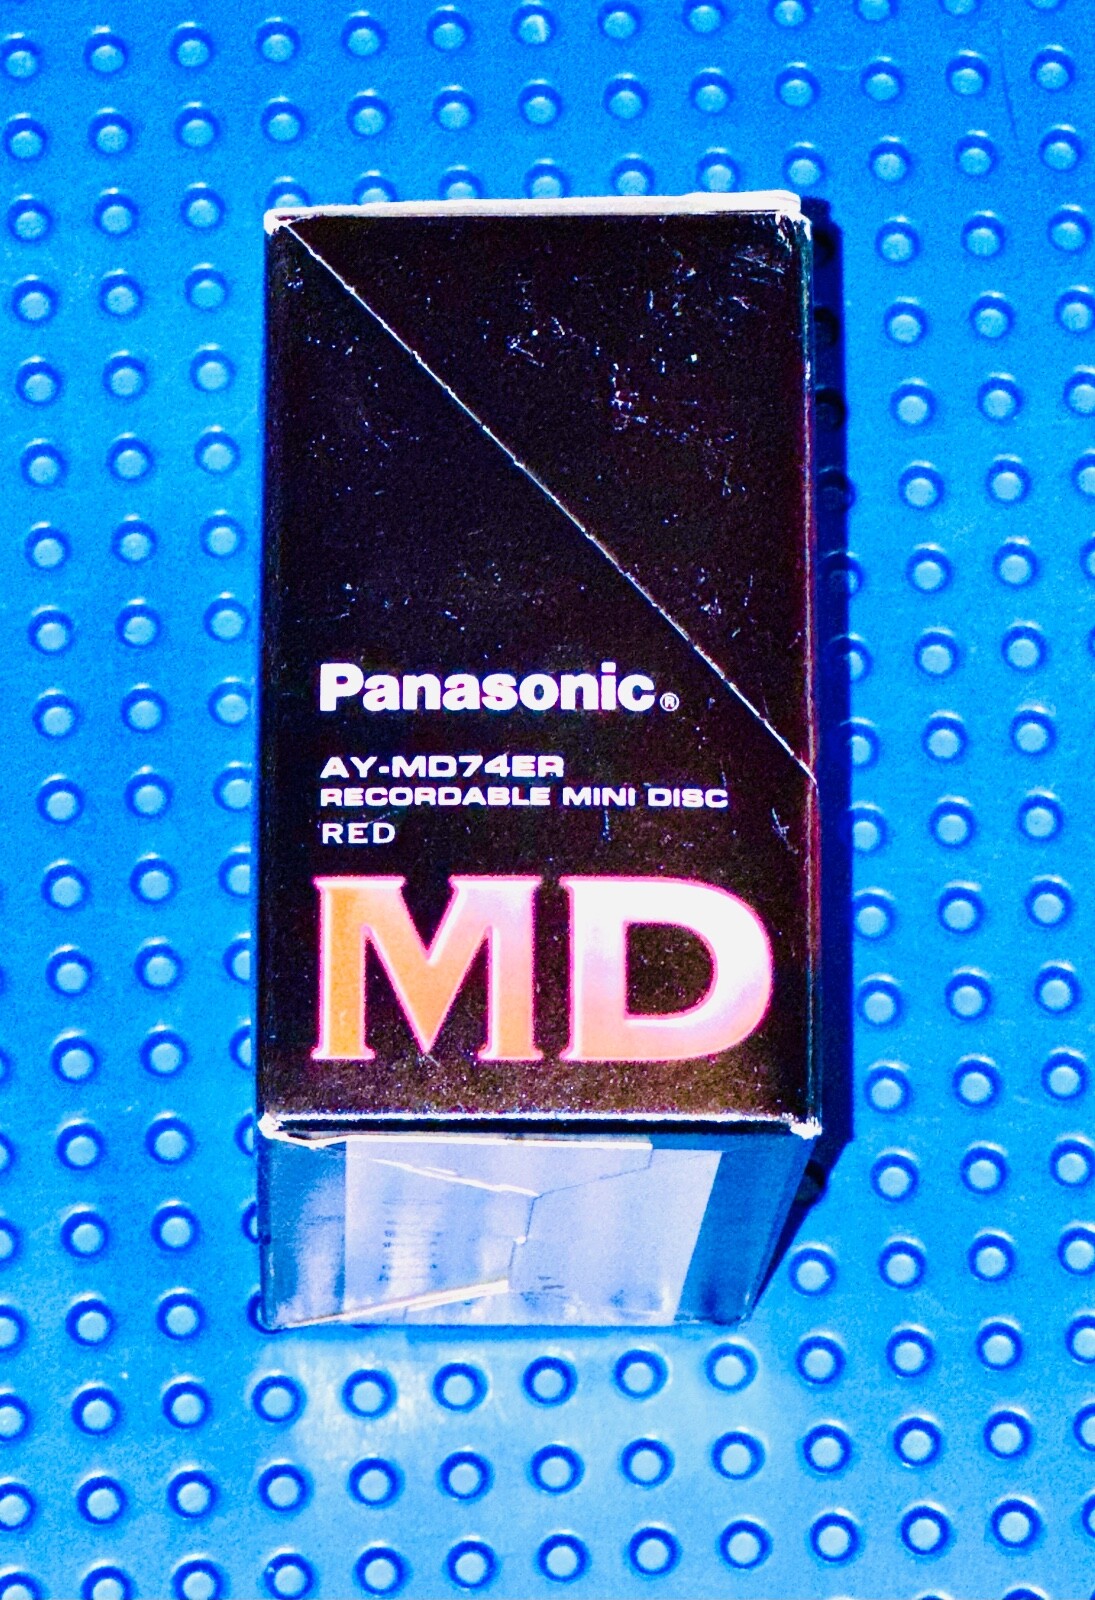 Panasonic®
AY-MD74ER
RECORDABLE MINI DISC
RED
MD